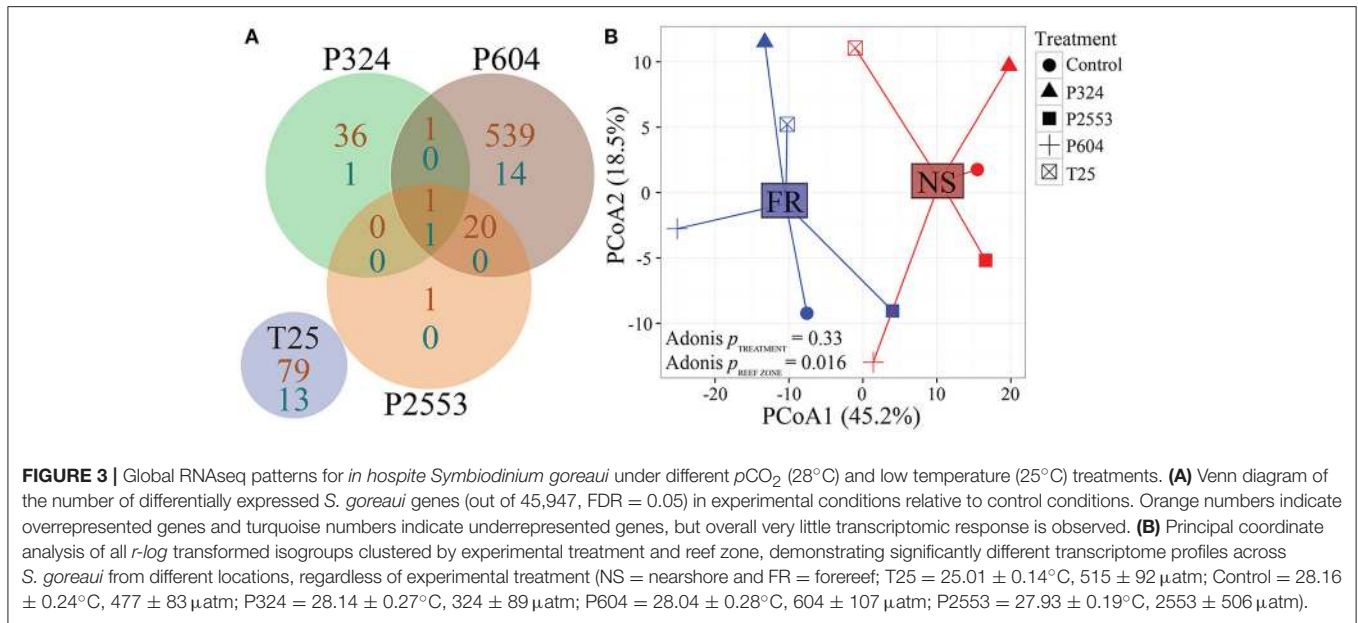 A
P324
P604
36
1
1
0
539
14
0
0
1
1
20
0
1
0
T25
79
13
P2553
B
PCoA2 (18.5%)
10
5
0
-5
-10
FR
NS
Adonis p TREATMENT = 0.33
Adonis p REEF ZONE = 0.016
-20
-10
0
10
20
PCoA1 (45.2%)
Treatment
Control
P324
P2553
P604
T25
FIGURE 3 | Global RNAseq patterns for in hospite Symbiodinium goreaui under different pCO₂ (28°C) and low temperature (25°C) treatments. (A) Venn diagram of
the number of differentially expressed S. goreaui genes (out of 45,947, FDR = 0.05) in experimental conditions relative to control conditions. Orange numbers indicate
overrepresented genes and turquoise numbers indicate underrepresented genes, but overall very little transcriptomic response is observed. (B) Principal coordinate
analysis of all r-log transformed isogroups clustered by experimental treatment and reef zone, demonstrating significantly different transcriptome profiles across
S. goreaui from different locations, regardless of experimental treatment (NS = nearshore and FR = forereef; T25 = 25.01 ± 0.14°C, 515 ± 92 μatm; Control = 28.16
± 0.24°C, 477 ± 83 μatm; P324 = 28.14 ± 0.27°C, 324 ± 89 μatm; P604 = 28.04 ± 0.28°C, 604 ± 107 μatm; P2553 = 27.93 ± 0.19°C, 2553 ± 506 μatm).